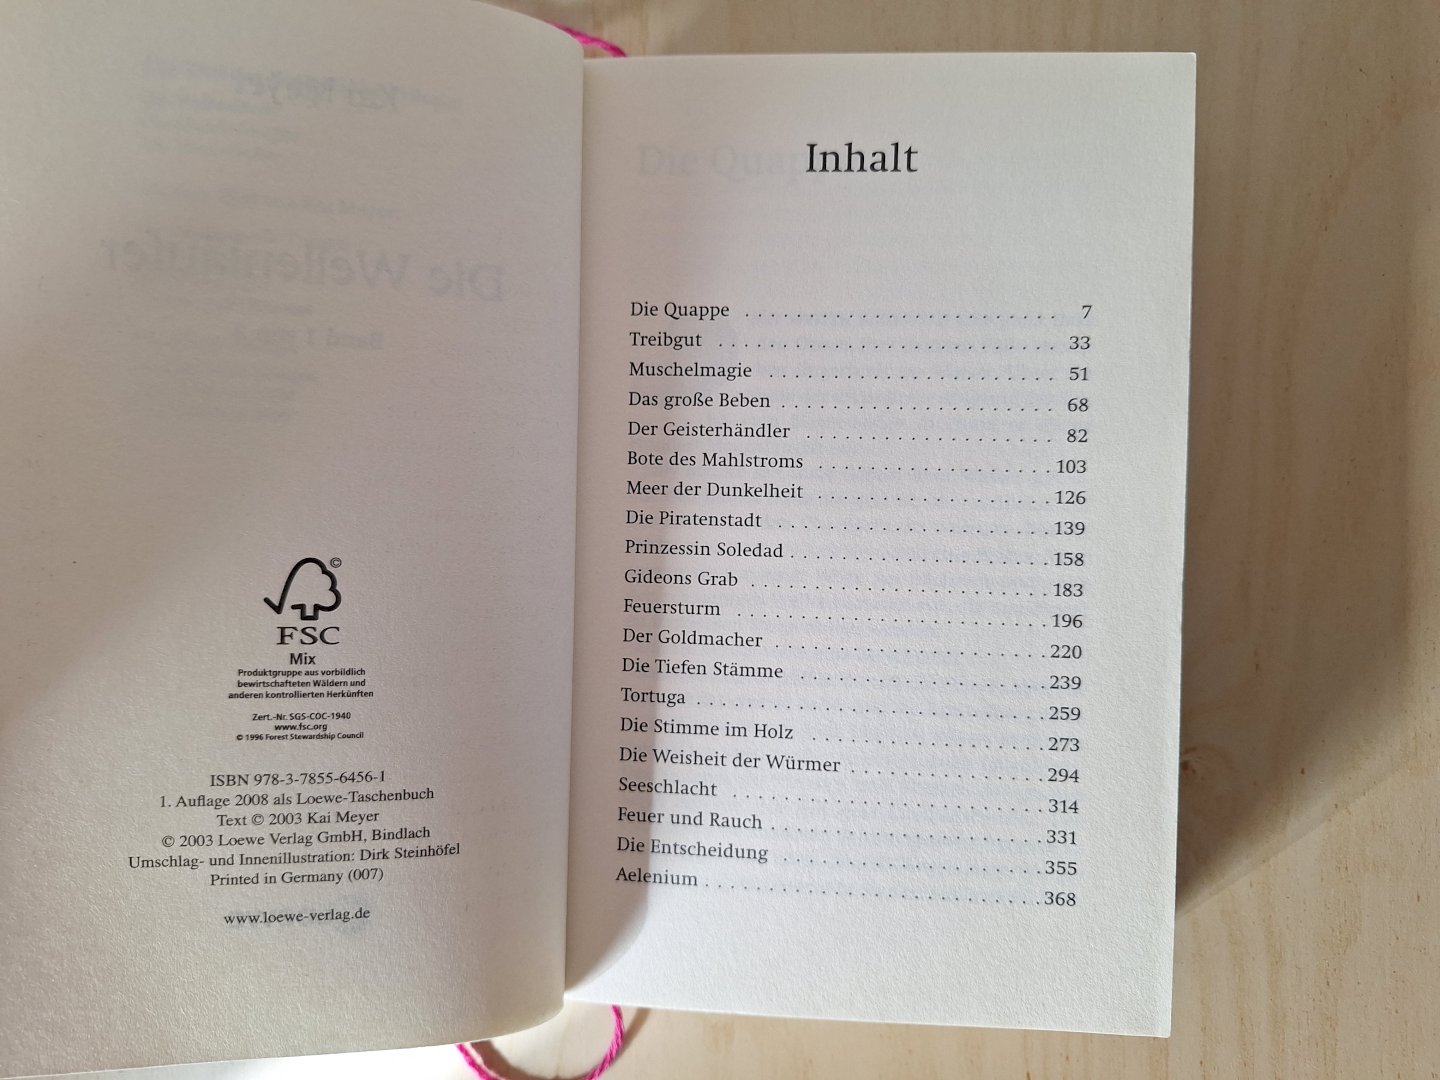 ©
FSC
Mix
Produktgruppe aus vorbildlich
bewirtschafteten Wäldern und
anderen kontrollierten Herkünften
Zert.-Nr. SGS-COC-1940
www.fsc.org
© 1996 Forest Stewardship Council
ISBN 978-3-7855-6456-1
1. Auflage 2008 als Loewe-Taschenbuch
Text © 2003 Kai Meyer
© 2003 Loewe Verlag GmbH, Bindlach
Umschlag- und Innenillustration: Dirk Steinhöfel
Printed in Germany (007)
www.loewe-verlag.de
Inhalt
Die Quappe . . . . . . . . . . . . . . . . . . . . . . . . . 7
Treibgut . . . . . . . . . . . . . . . . . . . . . . . . . . . 33
Muschelmagie . . . . . . . . . . . . . . . . . . . . . . . 51
Das große Beben . . . . . . . . . . . . . . . . . . . . . . 68
Der Geisterhändler . . . . . . . . . . . . . . . . . . . . 82
Bote des Mahlstroms . . . . . . . . . . . . . . . . . . . 103
Meer der Dunkelheit . . . . . . . . . . . . . . . . . . . 126
Die Piratenstadt . . . . . . . . . . . . . . . . . . . . . . 139
Prinzessin Soledad . . . . . . . . . . . . . . . . . . . . . 158
Gideons Grab . . . . . . . . . . . . . . . . . . . . . . . . 183
Feuersturm . . . . . . . . . . . . . . . . . . . . . . . . . 196
Der Goldmacher . . . . . . . . . . . . . . . . . . . . . . 220
Die Tiefen Stämme . . . . . . . . . . . . . . . . . . . . 239
Tortuga . . . . . . . . . . . . . . . . . . . . . . . . . . . . 259
Die Stimme im Holz . . . . . . . . . . . . . . . . . . . 273
Die Weisheit der Würmer . . . . . . . . . . . . . . . . 294
Seeschlacht . . . . . . . . . . . . . . . . . . . . . . . . . 314
Feuer und Rauch . . . . . . . . . . . . . . . . . . . . . . 331
Die Entscheidung . . . . . . . . . . . . . . . . . . . . . 355
Aelenium . . . . . . . . . . . . . . . . . . . . . . . . . . . 368